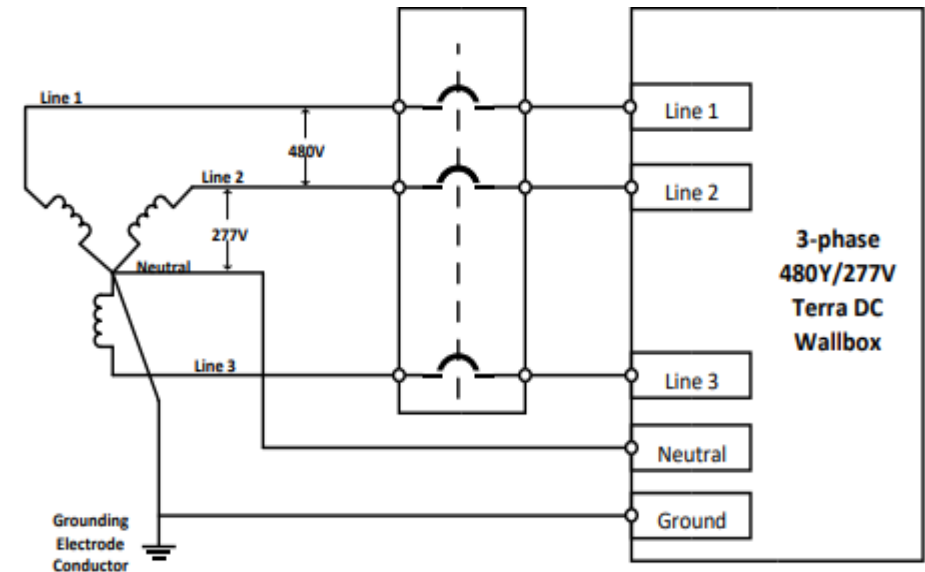 Line 1
480V
Line 2
277V
Neutral
Line 3
Grounding
Electrode
Conductor
Line 1
Line 2
3-phase
480Y/277V
Terra DC
Wallbox
Line 3
Neutral
Ground